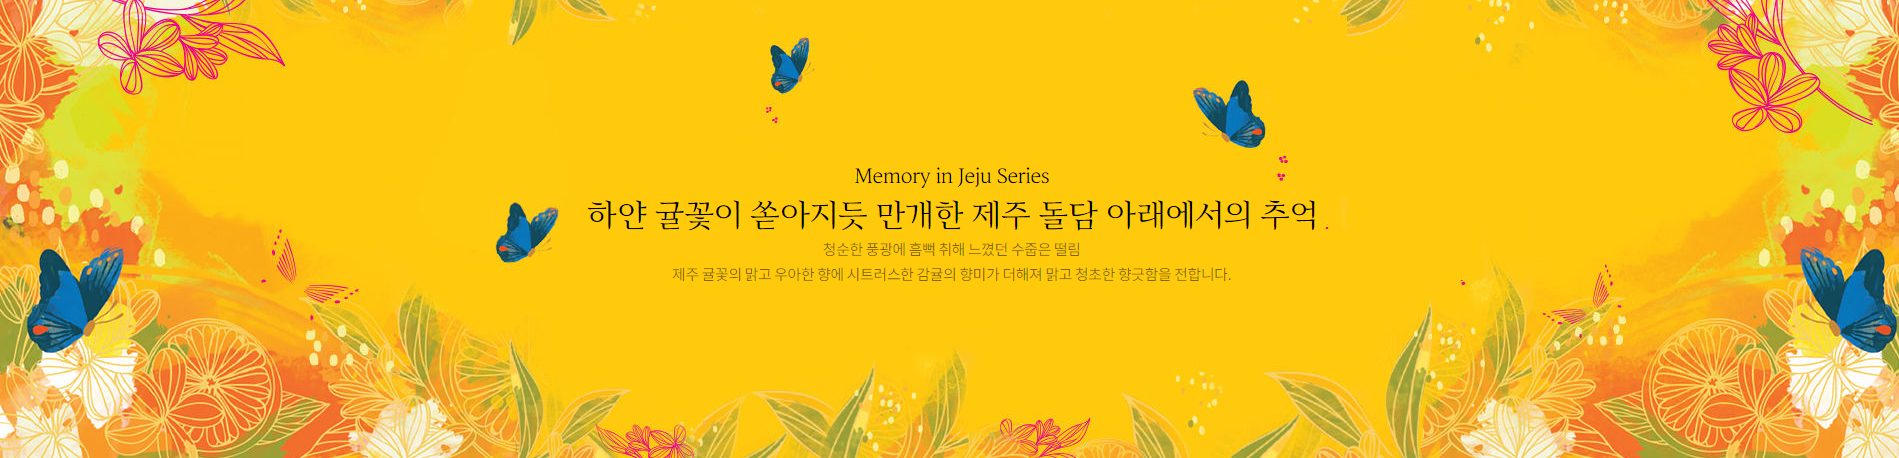 Memory in Jeju Series
하얀 귤꽃이 쏟아지듯 만개한 제주 돌담 아래에서의 추억 .
청순한 풍광에 흠뻑 취해 느꼈던 수줍은 떨림
제주 귤꽃의 맑고 우아한 향에 시트러스한 감귤의 향미가 더해져 맑고 청초한 향긋함을 전합니다.